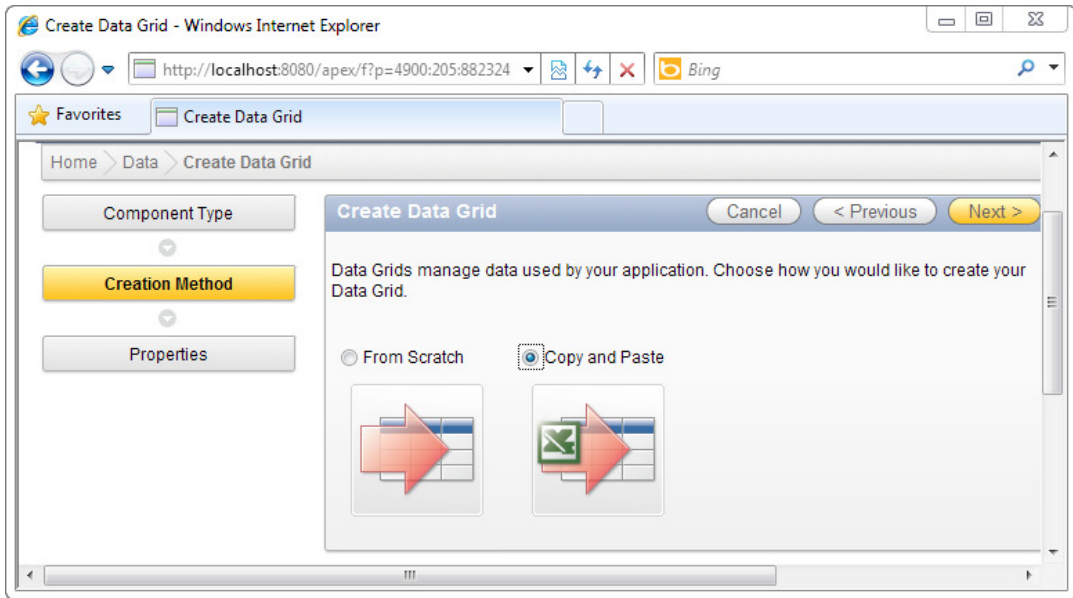 Create Data Grid - Windows Internet Explorer
http://localhost:8080/apex/f?p=4900:205:882324
Bing
Favorites
Create Data Grid
Home > Data > Create Data Grid
Component Type
Creation Method
Properties
Create Data Grid
Cancel
< Previous
Next >
Data Grids manage data used by your application. Choose how you would like to create your
Data Grid.
From Scratch
Copy and Paste